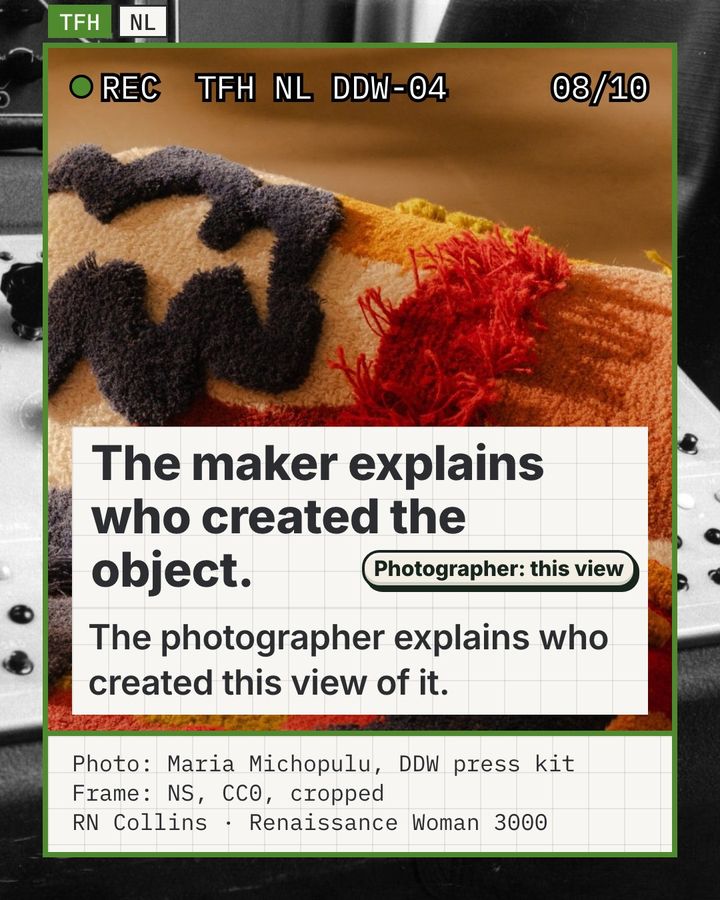 TFH NL
REC TFH NL DDW-04 08/10
The maker explains
who created the
object.
Photographer: this view
The photographer explains who
created this view of it.
Photo: Maria Michopulu, DDW press kit
Frame: NS, CC0, cropped
RN Collins · Renaissance Woman 3000